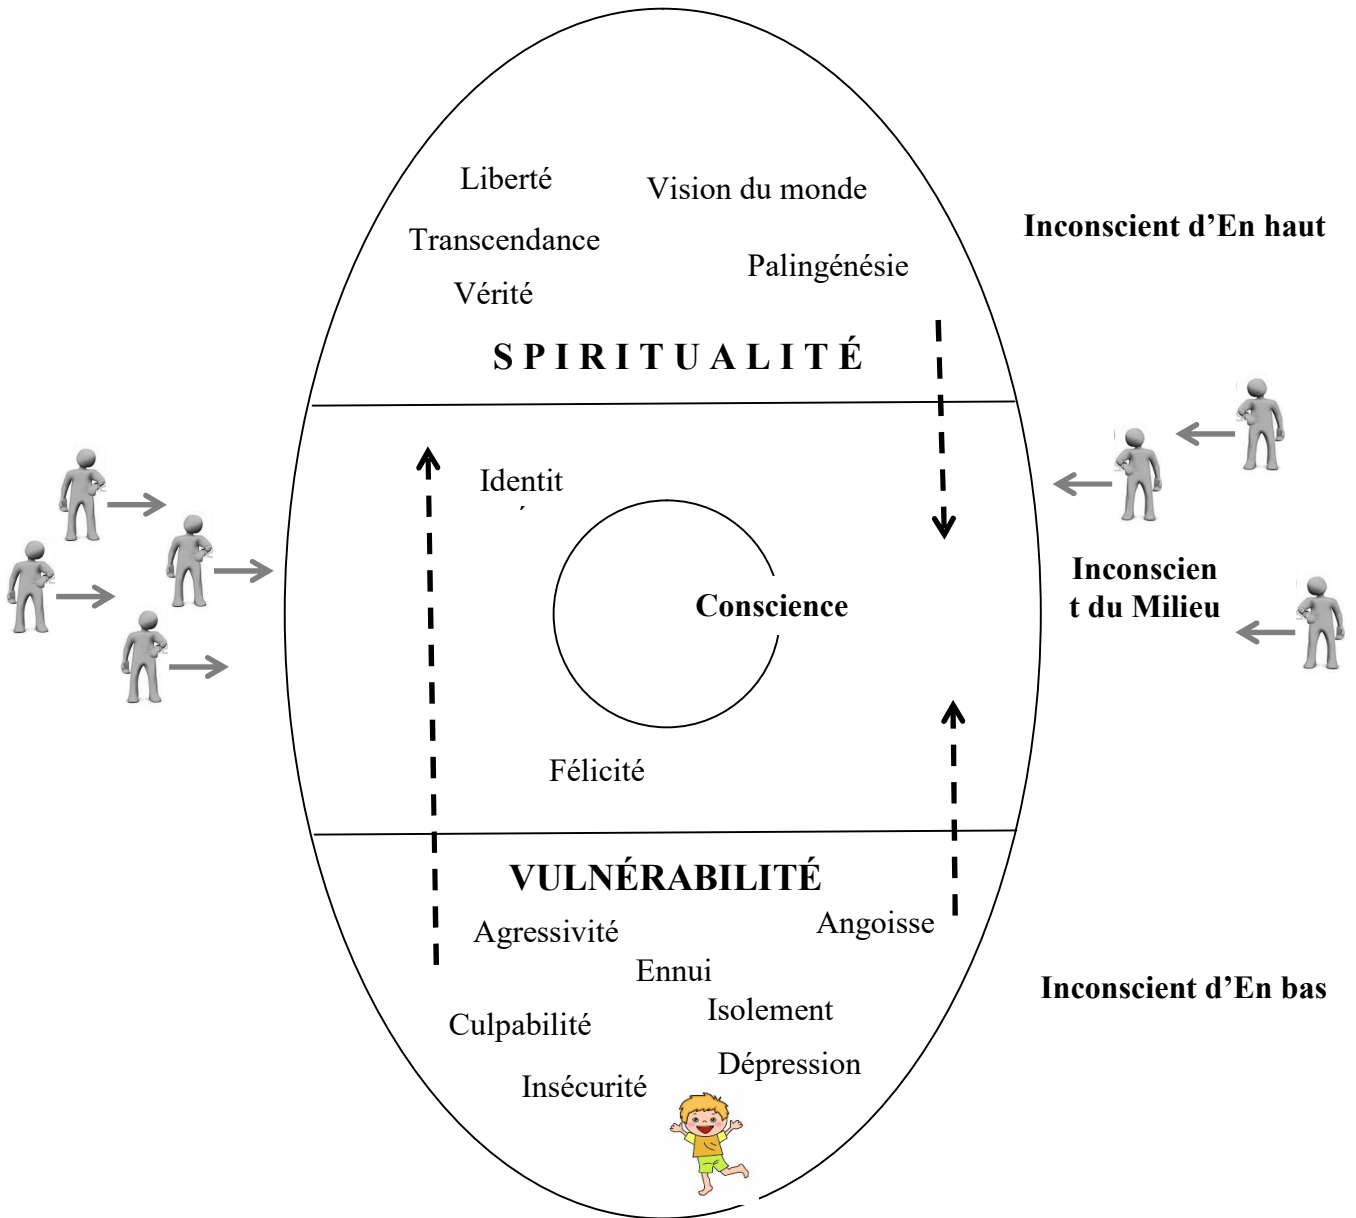 Liberté
Vision du monde
Inconscient d’En haut
Transcendance
Palingénésie
Vérité
S P I R I T U A L I T É
Identit
Inconscien
t du Milieu
Conscience
Félicité
VULNÉRABILITÉ
Agressivité
Angoisse
Ennui
Inconscient d’En bas
Isolement
Culpabilité
Dépression
Insécurité